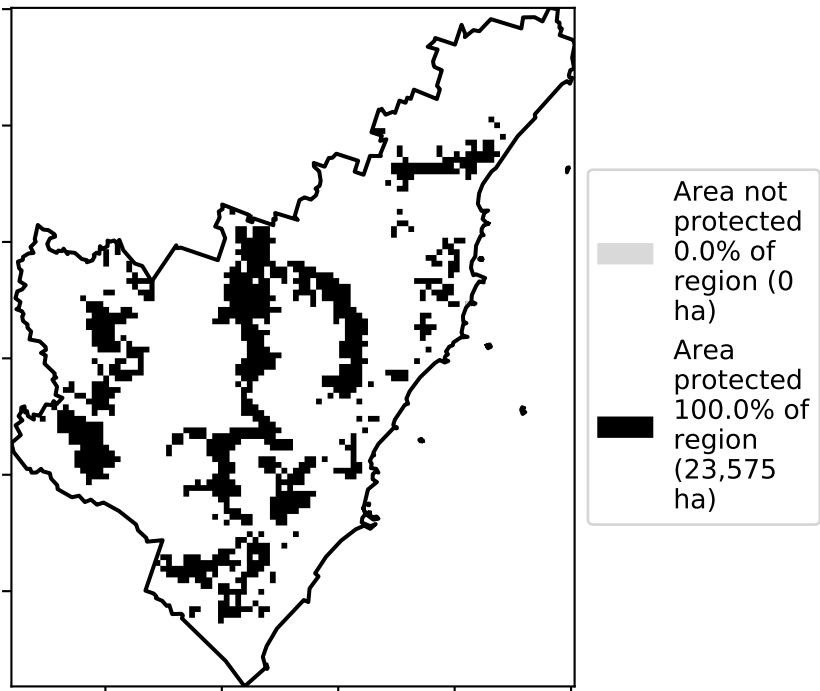 Area not
protected
0.0% of
region (0
ha)
Area
protected
100.0% of
region
(23,575
ha)